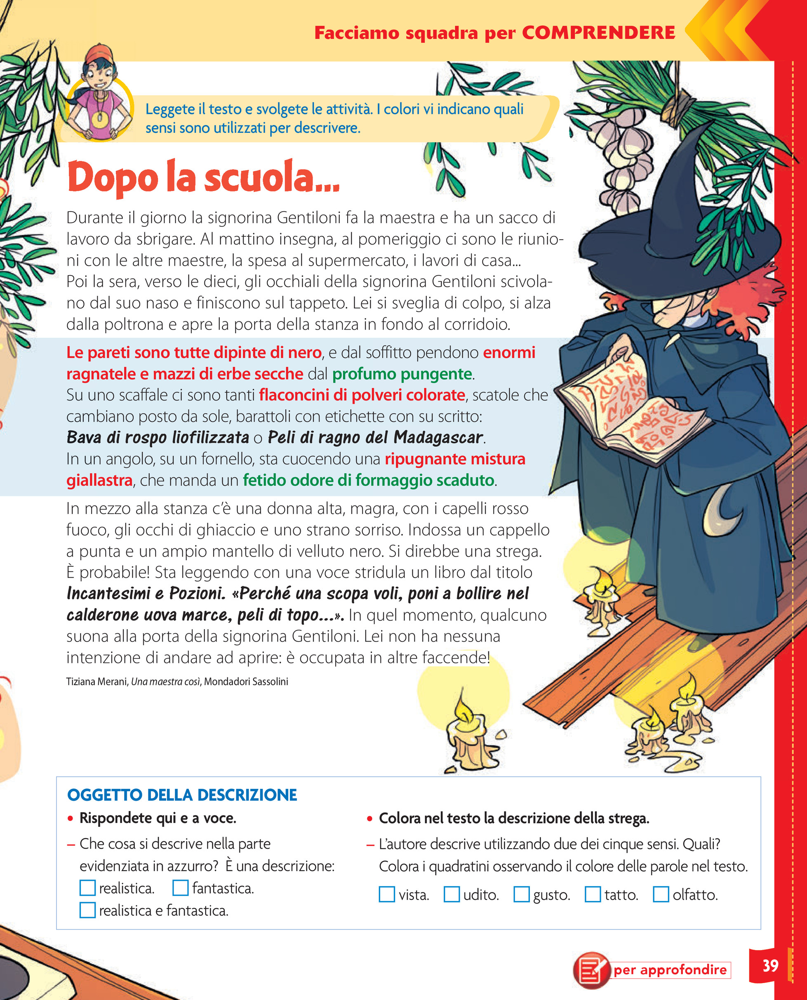 Facciamo squadra per COMPRENDERE
Leggete il testo e svolgete le attività. I colori vi indicano quali
sensi sono utilizzati per descrivere.
Dopo la scuola...
Durante il giorno la signorina Gentiloni fa la maestra e ha un sacco di
lavoro da sbrigare. Al mattino insegna, al pomeriggio ci sono le riunio-
ni con le altre maestre, la spesa al supermercato, i lavori di casa...
Poi la sera, verso le dieci, gli occhiali della signorina Gentiloni scivola-
no dal suo naso e finiscono sul tappeto. Lei si sveglia di colpo, si alza
dalla poltrona e apre la porta della stanza in fondo al corridoio.
Le pareti sono tutte dipinte di nero, e dal soffitto pendono enormi
ragnatele e mazzi di erbe secche dal profumo pungente.
Su uno scaffale ci sono tanti flaconcini di polveri colorate, scatole che
cambiano posto da sole, barattoli con etichette con su scritto:
Bava di rospo liofilizzata o Peli di ragno del Madagascar.
In un angolo, su un fornello, sta cuocendo una ripugnante mistura
giallastra, che manda un fetido odore di formaggio scaduto.
In mezzo alla stanza c'è una donna alta, magra, con i capelli rosso
fuoco, gli occhi di ghiaccio e uno strano sorriso. Indossa un cappello
a punta e un ampio mantello di velluto nero. Si direbbe una strega.
È probabile! Sta leggendo con una voce stridula un libro dal titolo
Incantesimi e Pozioni. «Perché una scopa voli, poni a bollire nel
calderone uova marce, peli di topo...». In quel momento, qualcuno
suona alla porta della signorina Gentiloni. Lei non ha nessuna
intenzione di andare ad aprire: è occupata in altre faccende!
Tiziana Merani, Una maestra così, Mondadori Sassolini
OGGETTO DELLA DESCRIZIONE
• Rispondete qui e a voce.
– Che cosa si descrive nella parte
evidenziata in azzurro? È una descrizione:
realistica. fantastica.
realistica e fantastica.
• Colora nel testo la descrizione della strega.
– L'autore descrive utilizzando due dei cinque sensi. Quali?
Colora i quadratini osservando il colore delle parole nel testo.
vista. udito. gusto. tatto. olfatto.
per approfondire
39